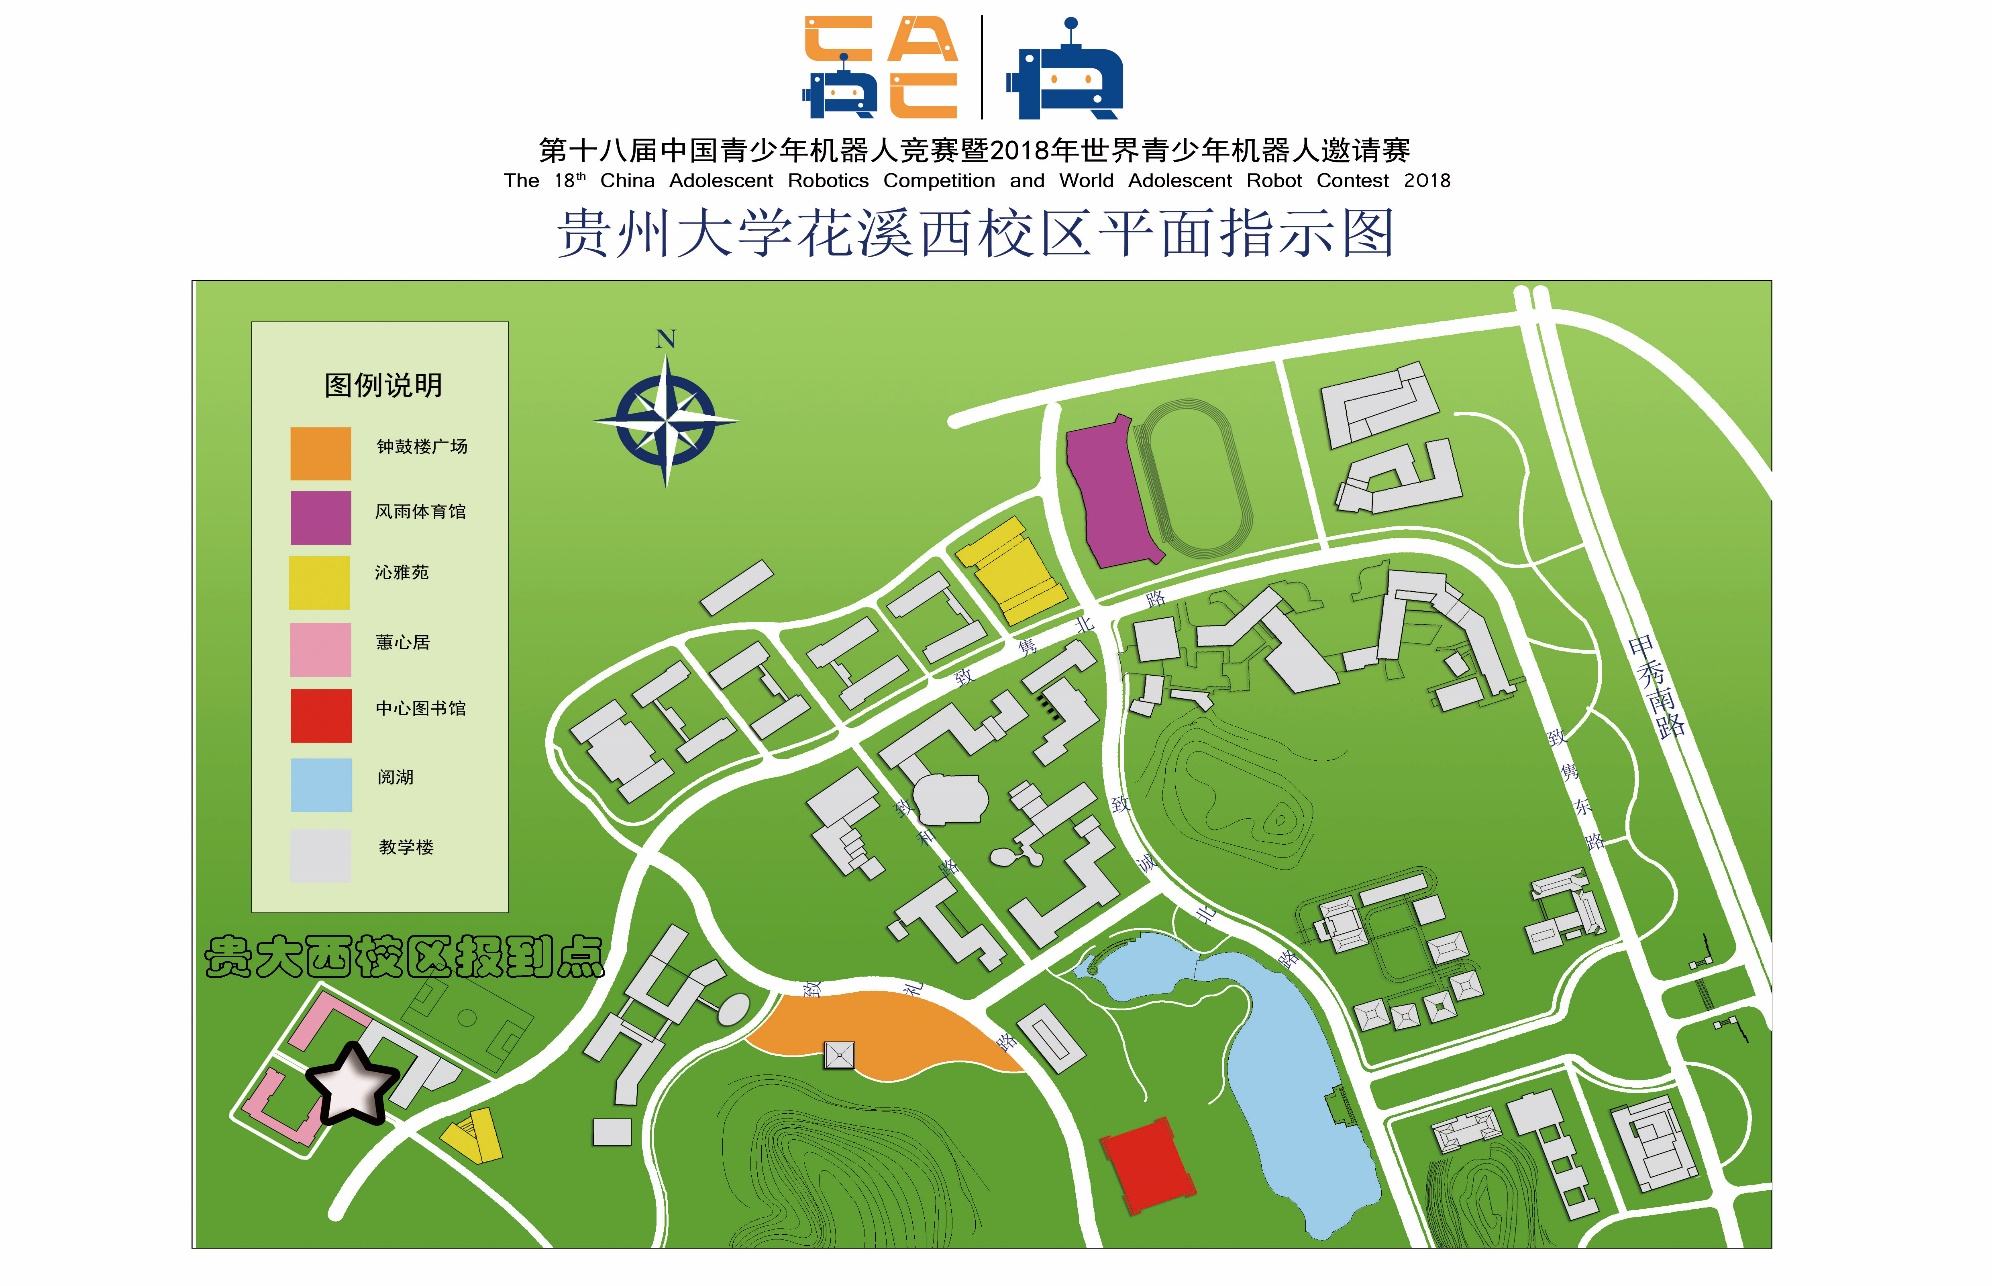 CARC
第十八届中国青少年机器人竞赛暨2018年世界青少年机器人邀请赛
The 18th China Adolescent Robotics Competition and World Adolescent Robot Contest 2018
贵州大学花溪西校区平面指示图
图例说明
钟鼓楼广场
风雨体育馆
沁雅苑
蕙心居
中心图书馆
阅湖
教学楼
N
致隽北路
甲秀南路
致隽东路
致和路
致诚北路
致礼路
贵大西校区报到点